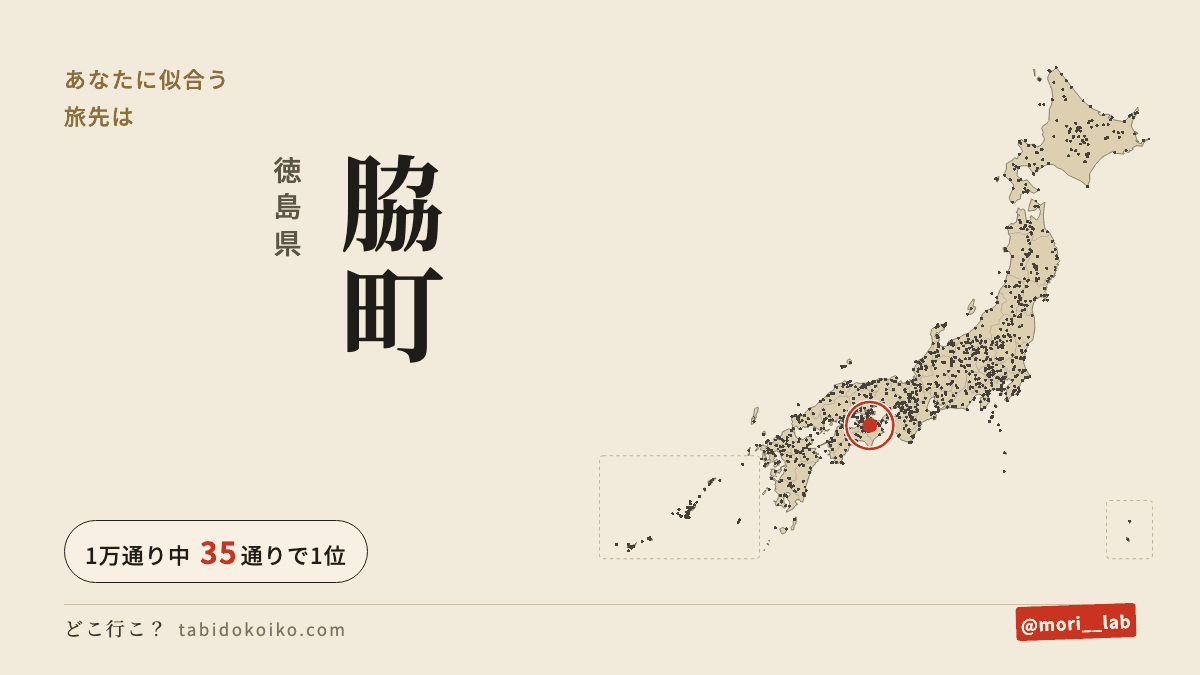 あなたに似合う
旅先は
徳島県
脇町
1万通り中 35通りで1位
どこ行こ? tabidokoiko.com
@mori__lab